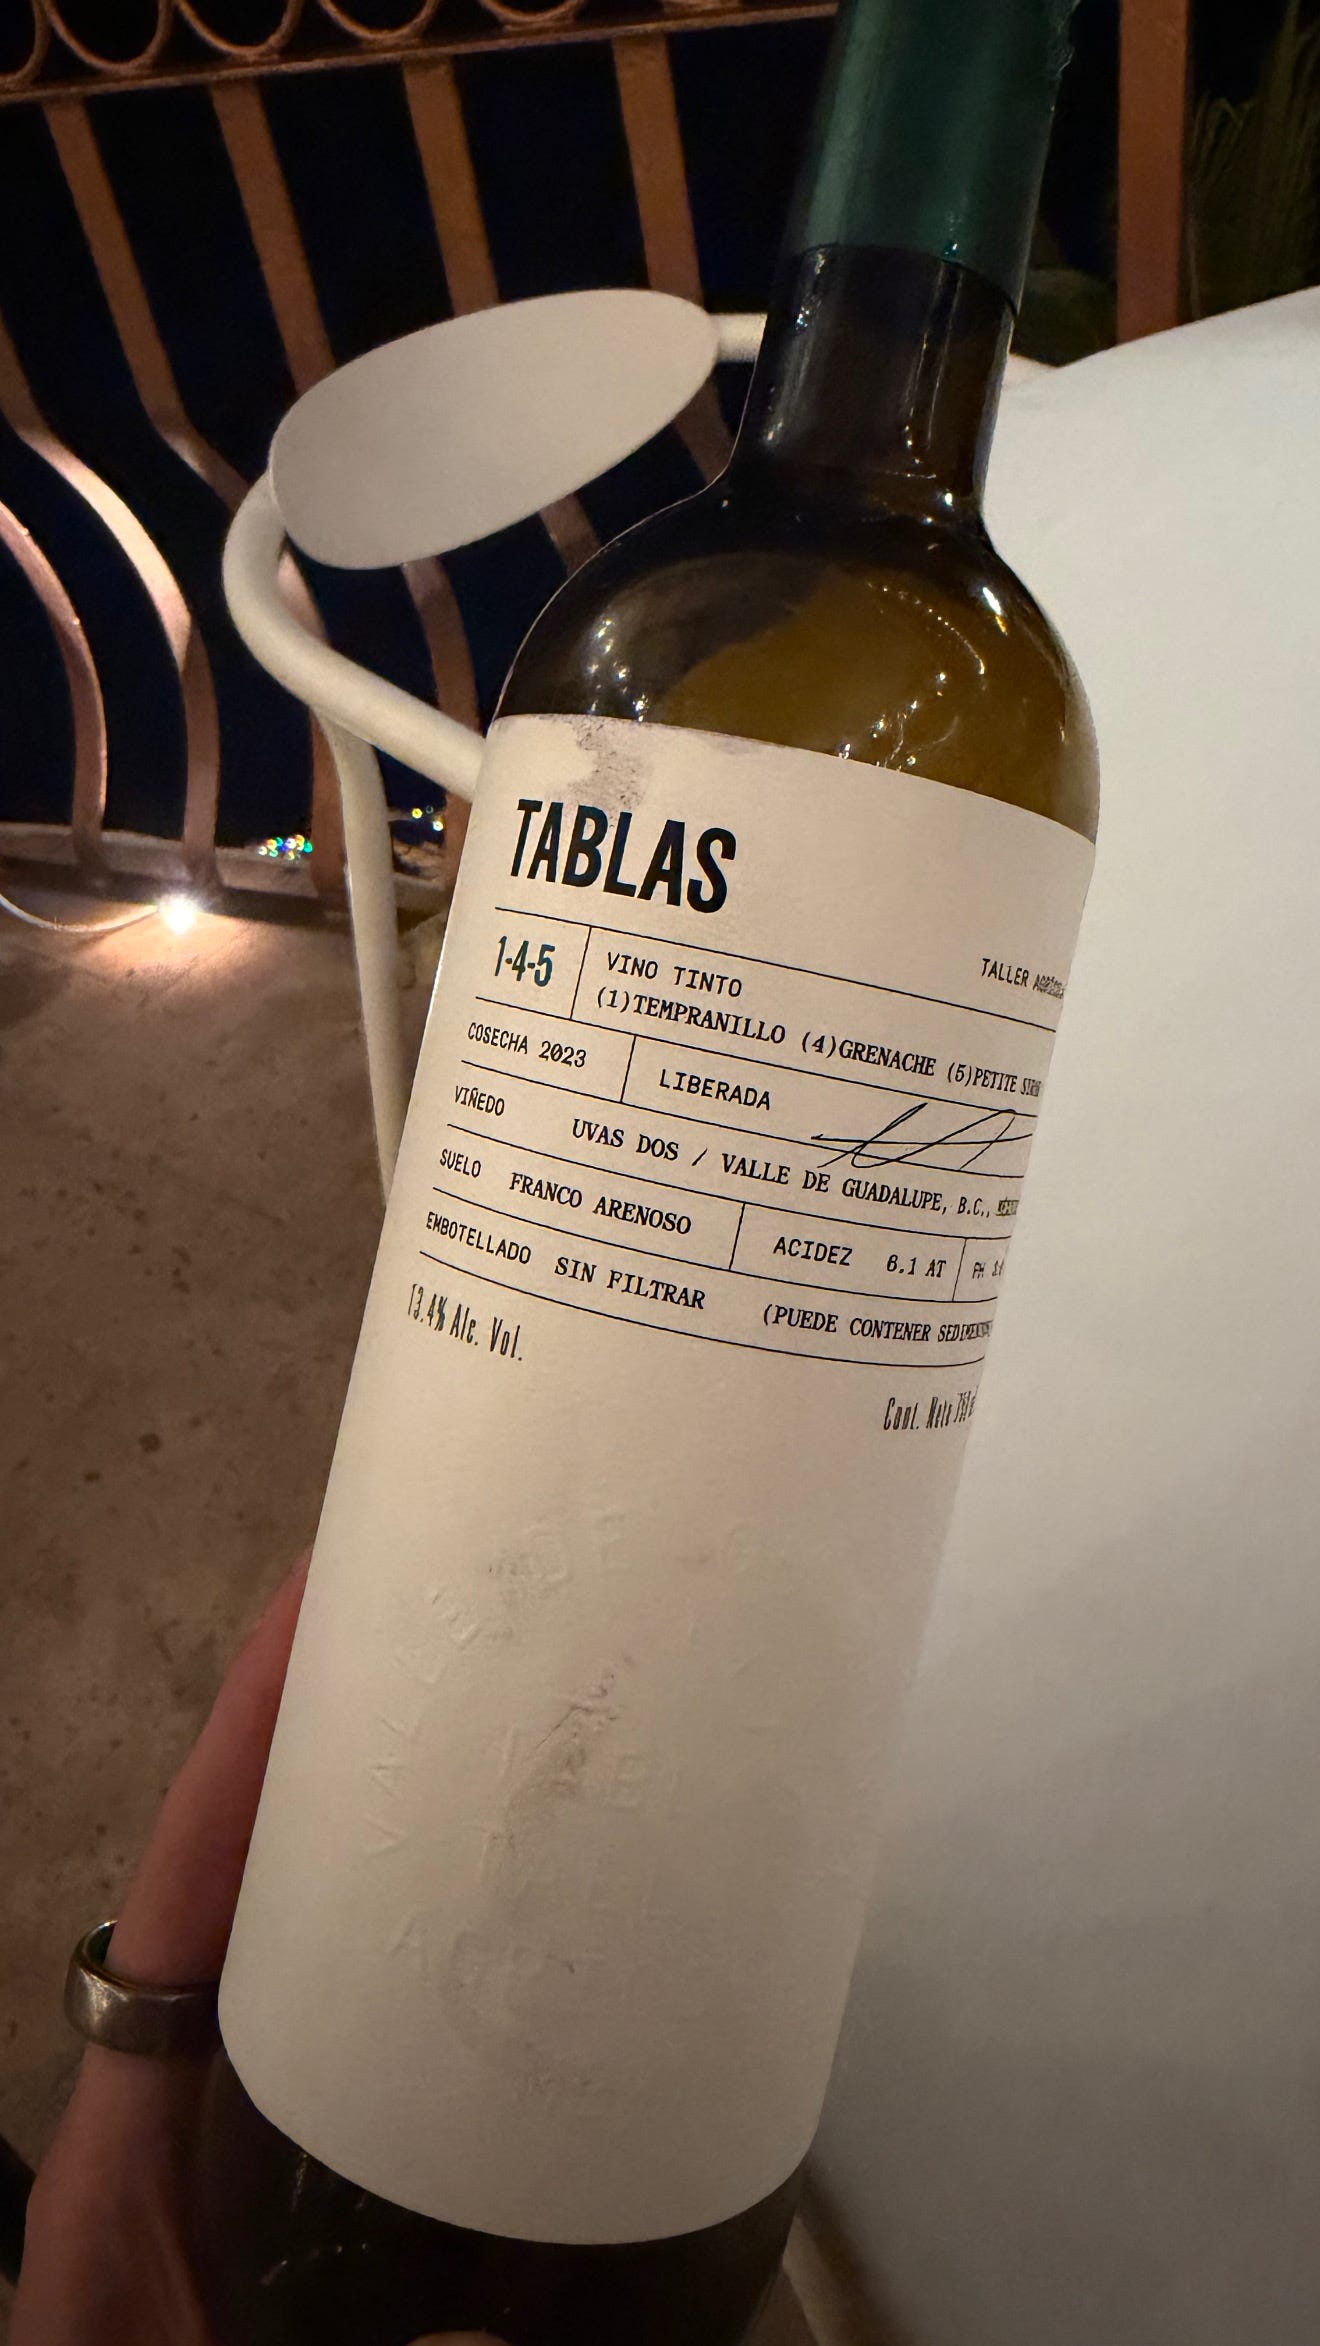 TABLAS
TALLER
1-4-5
VINO TINTO
(1)TEMPRANILLO (4)GRENACHE (5)PETITE
COSECHA 2023
LIBERADA
VIÑEDO UVAS DOS / VALLE DE GUADALUPE, B.C.,
SUELO FRANCO ARENOSO
ACIDEZ 6.1 AT
PH
EMBOTELLADO SIN FILTRAR (PUEDE CONTENER
13.4% Alc. Vol.
Cont. Neto